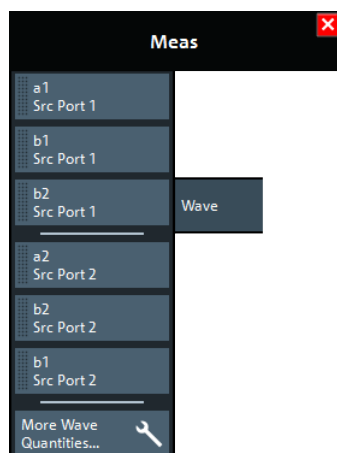 Meas
a1
Src Port 1
b1
Src Port 1
b2
Src Port 1
Wave
a2
Src Port 2
b2
Src Port 2
b1
Src Port 2
More Wave
Quantities...